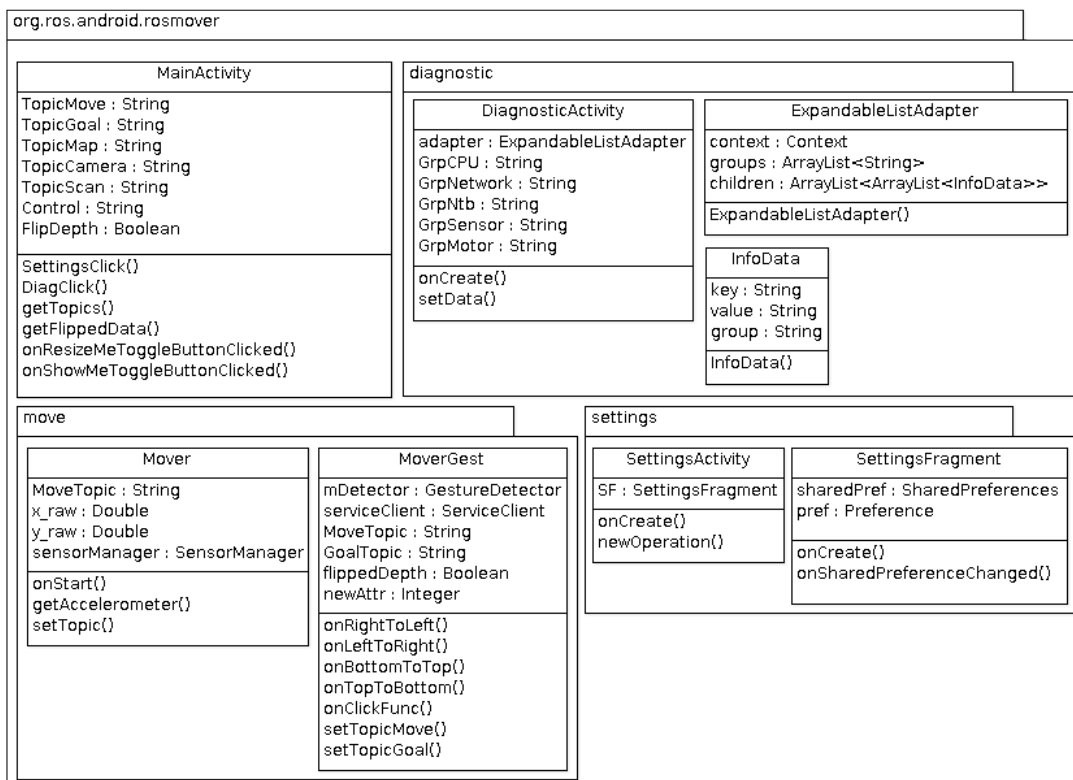 org.ros.android.rosmover
MainActivity
TopicMove : String
TopicGoal : String
TopicMap : String
TopicCamera : String
TopicScan : String
Control : String
FlipDepth : Boolean
SettingsClick()
DiagClick()
getTopics()
getFlippedData()
onResizeMeToggleButtonClicked()
onShowMeToggleButtonClicked()
diagnostic
DiagnosticActivity
adapter : ExpandableListAdapter
GrpCPU : String
GrpNetwork : String
GrpNtb : String
GrpSensor : String
GrpMotor : String
onCreate()
setData()
ExpandableListAdapter
context : Context
groups : ArrayList<String>
children : ArrayList<ArrayList<InfoData>>
ExpandableListAdapter()
InfoData
key : String
value : String
group : String
InfoData()
move
Mover
MoveTopic : String
x_raw : Double
y_raw : Double
sensorManager : SensorManager
onStart()
getAccelerometer()
setTopic()
MoverGest
mDetector : GestureDetector
serviceClient : ServiceClient
MoveTopic : String
GoalTopic : String
flippedDepth : Boolean
newAttr : Integer
onRightToLeft()
onLeftToRight()
onBottomToTop()
onTopToBottom()
onClickFunc()
setTopicMove()
setTopicGoal()
settings
SettingsActivity
SF : SettingsFragment
onCreate()
newOperation()
SettingsFragment
sharedPref : SharedPreferences
pref : Preference
onCreate()
onSharedPreferenceChanged()